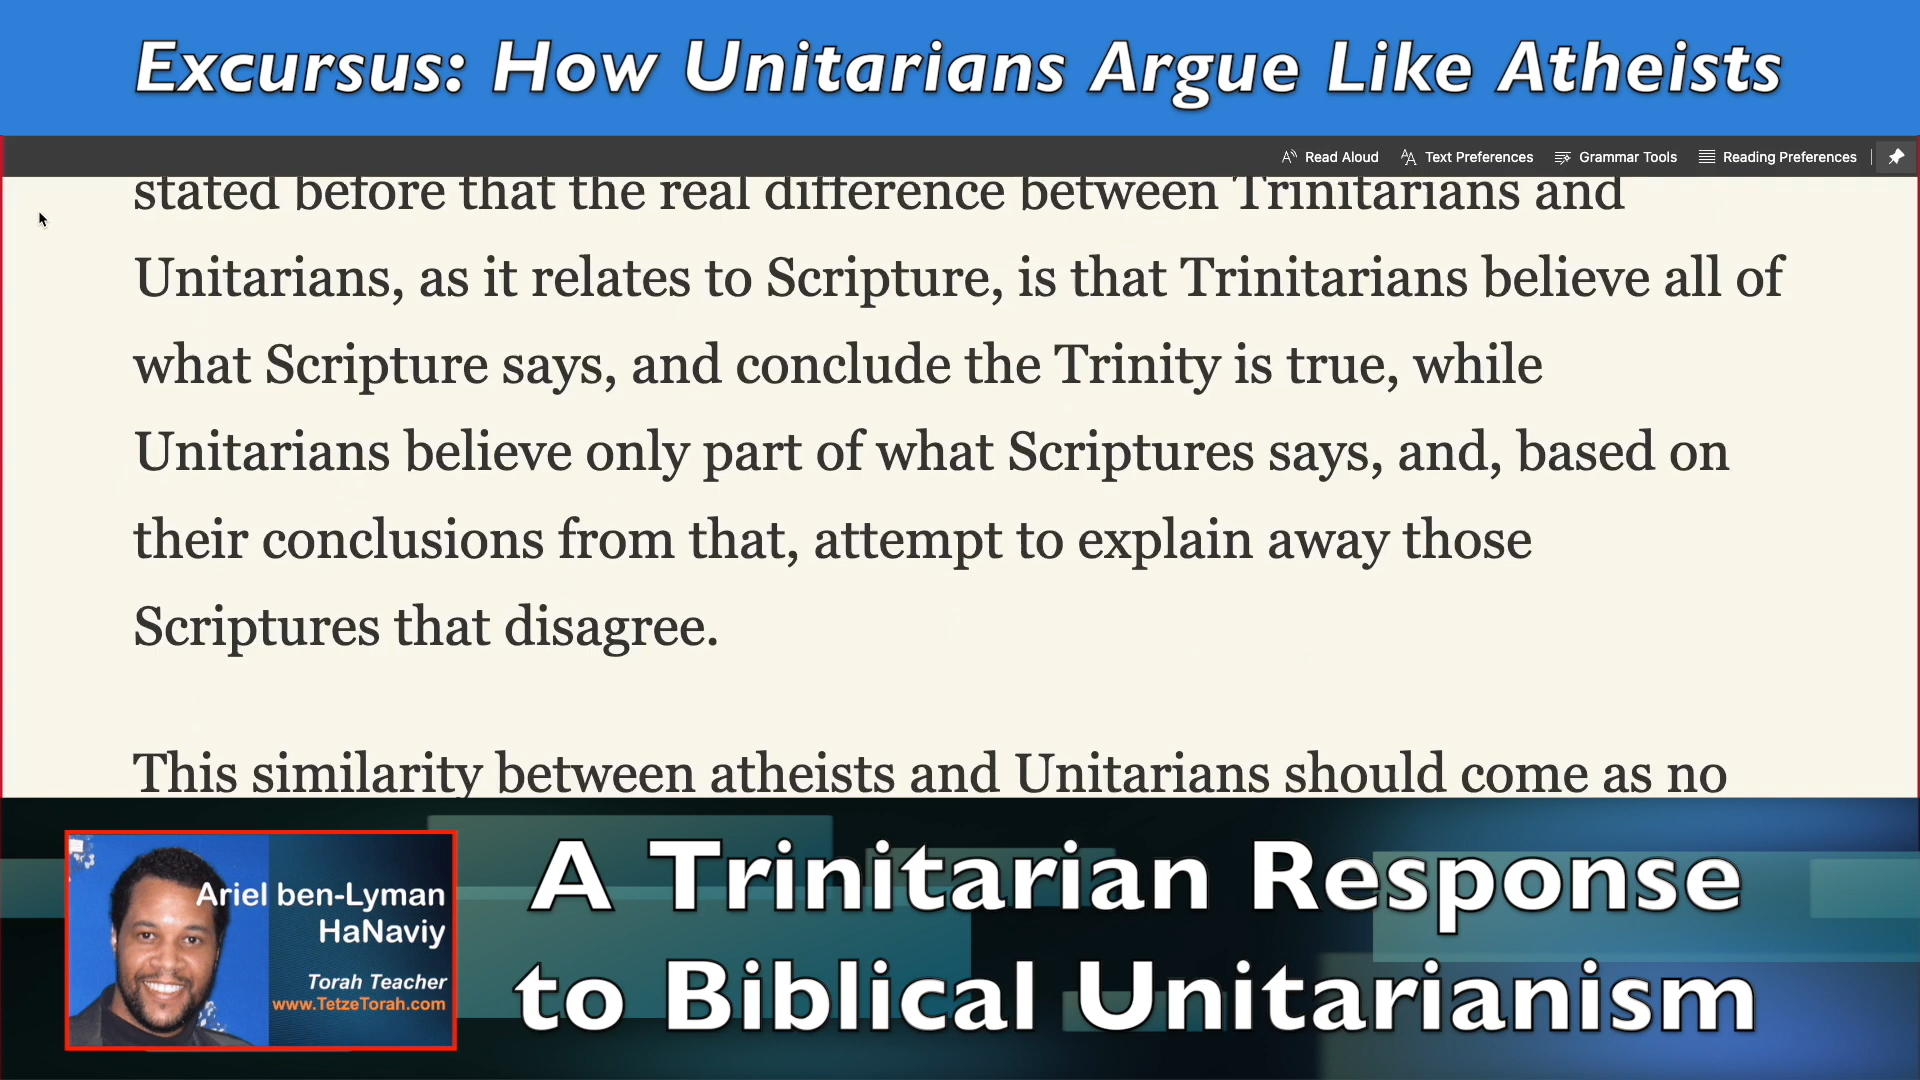 Excursus: How Unitarians Argue Like Atheists
Read Aloud Text Preferences Grammar Tools Reading Preferences
stated before that the real difference between Trinitarians and
Unitarians, as it relates to Scripture, is that Trinitarians believe all of
what Scripture says, and conclude the Trinity is true, while
Unitarians believe only part of what Scriptures says, and, based on
their conclusions from that, attempt to explain away those
Scriptures that disagree.
This similarity between atheists and Unitarians should come as no
Ariel ben-Lyman
HaNaviy
Torah Teacher
www.TetzeTorah.com
A Trinitarian Response
to Biblical Unitarianism